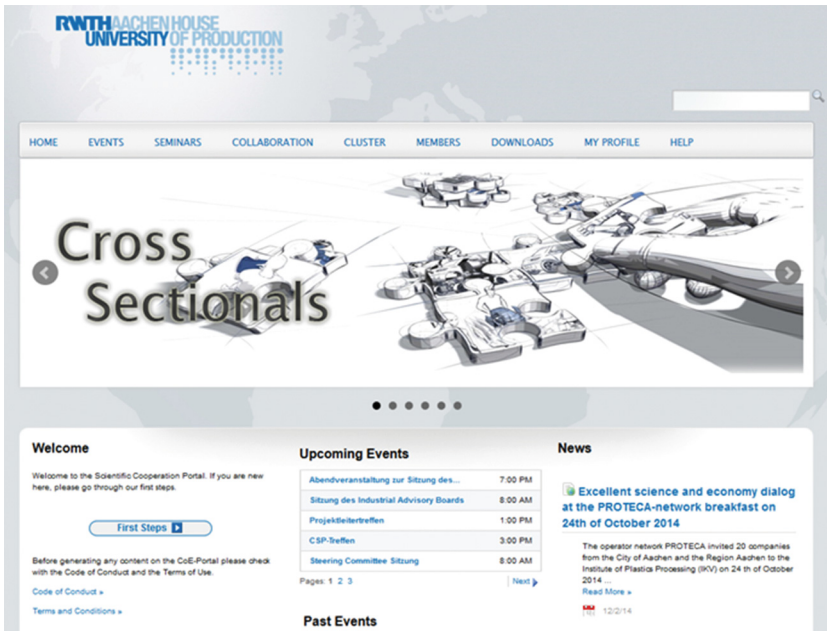 RWTH AACHEN HOUSE
UNIVERSITY OF PRODUCTION
HOME EVENTS SEMINARS COLLABORATION CLUSTER MEMBERS DOWNLOADS MY PROFILE HELP
Cross
Sectionals
Welcome
Welcome to the Scientific Cooperation Portal. If you are new
here, please go through our first steps.
First Steps
Before generating any content on the CoE-Portal please check
with the Code of Conduct and the Terms of Use.
Code of Conduct »
Terms and Conditions »
Upcoming Events
Abendveranstaltung zur Sitzung des... 7:00 PM
Sitzung des Industrial Advisory Boards 8:00 AM
Projektleitertreffen 1:00 PM
CSP-Treffen 3:00 PM
Steering Committee Sitzung 8:00 AM
Pages: 1 2 3 Next
Past Events
News
Excellent science and economy dialog
at the PROTECA-network breakfast on
24th of October 2014
The operator network PROTECA invited 20 companies
from the City of Aachen and the Region Aachen to the
Institute of Plastics Processing (IKV) on 24 th of October
2014 ...
Read More »
12/2/14